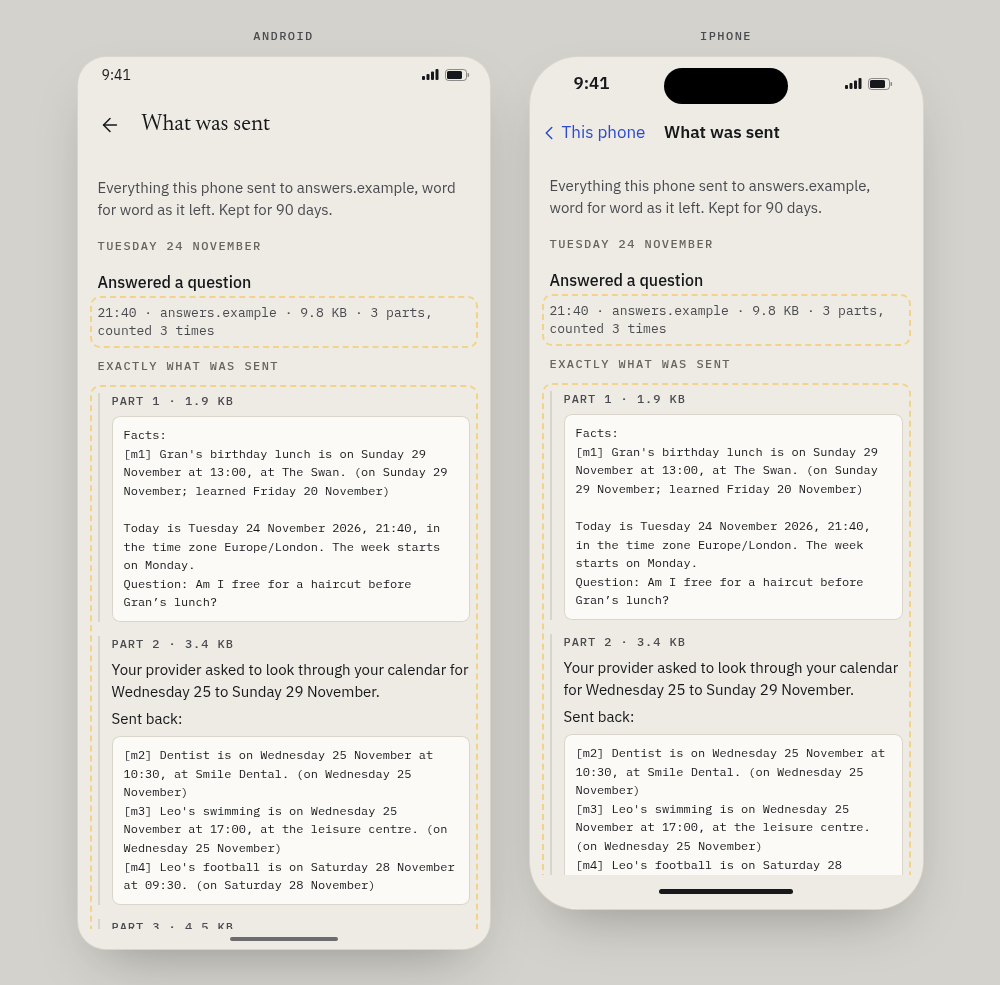 ANDROID
9:41
What was sent
Everything this phone sent to answers.example, word
for word as it left. Kept for 90 days.
TUESDAY 24 NOVEMBER
Answered a question
21:40 · answers.example · 9.8 KB · 3 parts,
counted 3 times
EXACTLY WHAT WAS SENT
PART 1 · 1.9 KB
Facts:
[m1] Gran's birthday lunch is on Sunday 29
November at 13:00, at The Swan. (on Sunday 29
November; learned Friday 20 November)
Today is Tuesday 24 November 2026, 21:40, in
the time zone Europe/London. The week starts
on Monday.
Question: Am I free for a haircut before
Gran’s lunch?
PART 2 · 3.4 KB
Your provider asked to look through your calendar for
Wednesday 25 to Sunday 29 November.
Sent back:
[m2] Dentist is on Wednesday 25 November at
10:30, at Smile Dental. (on Wednesday 25
November)
[m3] Leo's swimming is on Wednesday 25
November at 17:00, at the leisure centre. (on
Wednesday 25 November)
[m4] Leo's football is on Saturday 28 November
at 09:30. (on Saturday 28 November)
PART 3 · 4.5 KB
IPHONE
9:41
This phone What was sent
Everything this phone sent to answers.example,
word for word as it left. Kept for 90 days.
TUESDAY 24 NOVEMBER
Answered a question
21:40 · answers.example · 9.8 KB · 3 parts,
counted 3 times
EXACTLY WHAT WAS SENT
PART 1 · 1.9 KB
Facts:
[m1] Gran's birthday lunch is on Sunday 29
November at 13:00, at The Swan. (on Sunday
29 November; learned Friday 20 November)
Today is Tuesday 24 November 2026, 21:40,
in the time zone Europe/London. The week
starts on Monday.
Question: Am I free for a haircut before
Gran’s lunch?
PART 2 · 3.4 KB
Your provider asked to look through your calendar
for Wednesday 25 to Sunday 29 November.
Sent back:
[m2] Dentist is on Wednesday 25 November at
10:30, at Smile Dental. (on Wednesday 25
November)
[m3] Leo's swimming is on Wednesday 25
November at 17:00, at the leisure centre.
(on Wednesday 25 November)
[m4] Leo's football is on Saturday 28